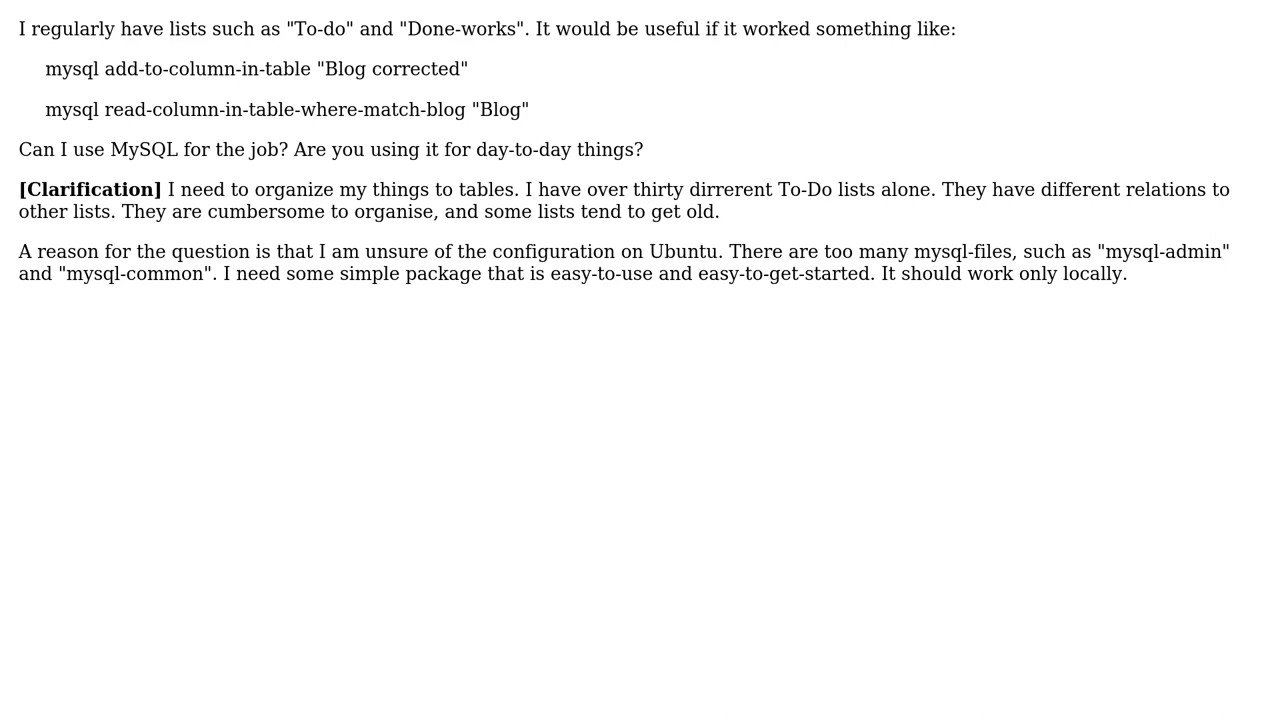 I regularly have lists such as "To-do" and "Done-works". It would be useful if it worked something like:
mysql add-to-column-in-table "Blog corrected"
mysql read-column-in-table-where-match-blog "Blog"
Can I use MySQL for the job? Are you using it for day-to-day things?
[Clarification] I need to organize my things to tables. I have over thirty dirrerent To-Do lists alone. They have different relations to
other lists. They are cumbersome to organise, and some lists tend to get old.
A reason for the question is that I am unsure of the configuration on Ubuntu. There are too many mysql-files, such as "mysql-admin"
and "mysql-common". I need some simple package that is easy-to-use and easy-to-get-started. It should work only locally.